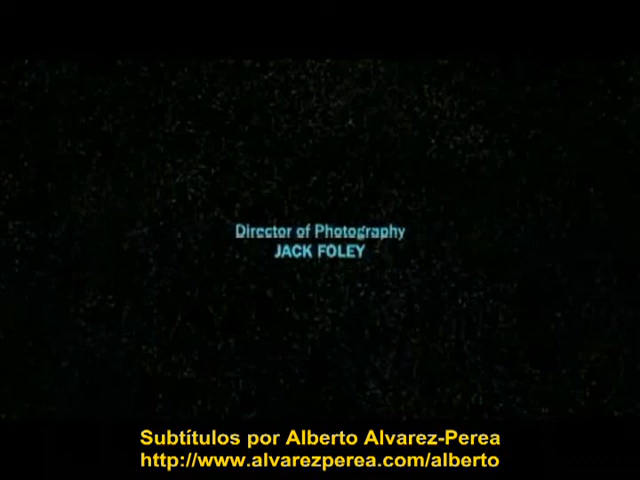 Director of Photography
JACK FOLEY
Subtítulos por Alberto Alvarez-Perea
http://www.alvarezperea.com/alberto